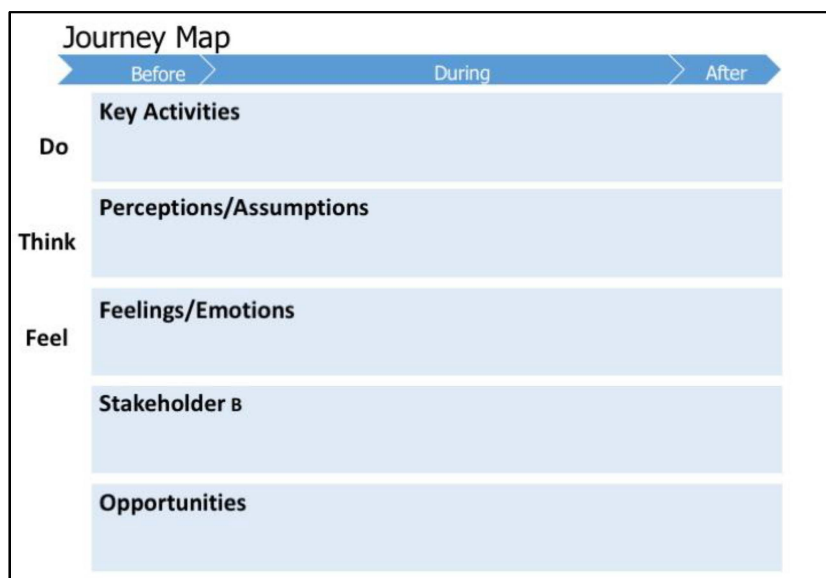 Journey Map
Before During After
Key Activities
Do
Perceptions/Assumptions
Think
Feelings/Emotions
Feel
Stakeholder B
Opportunities